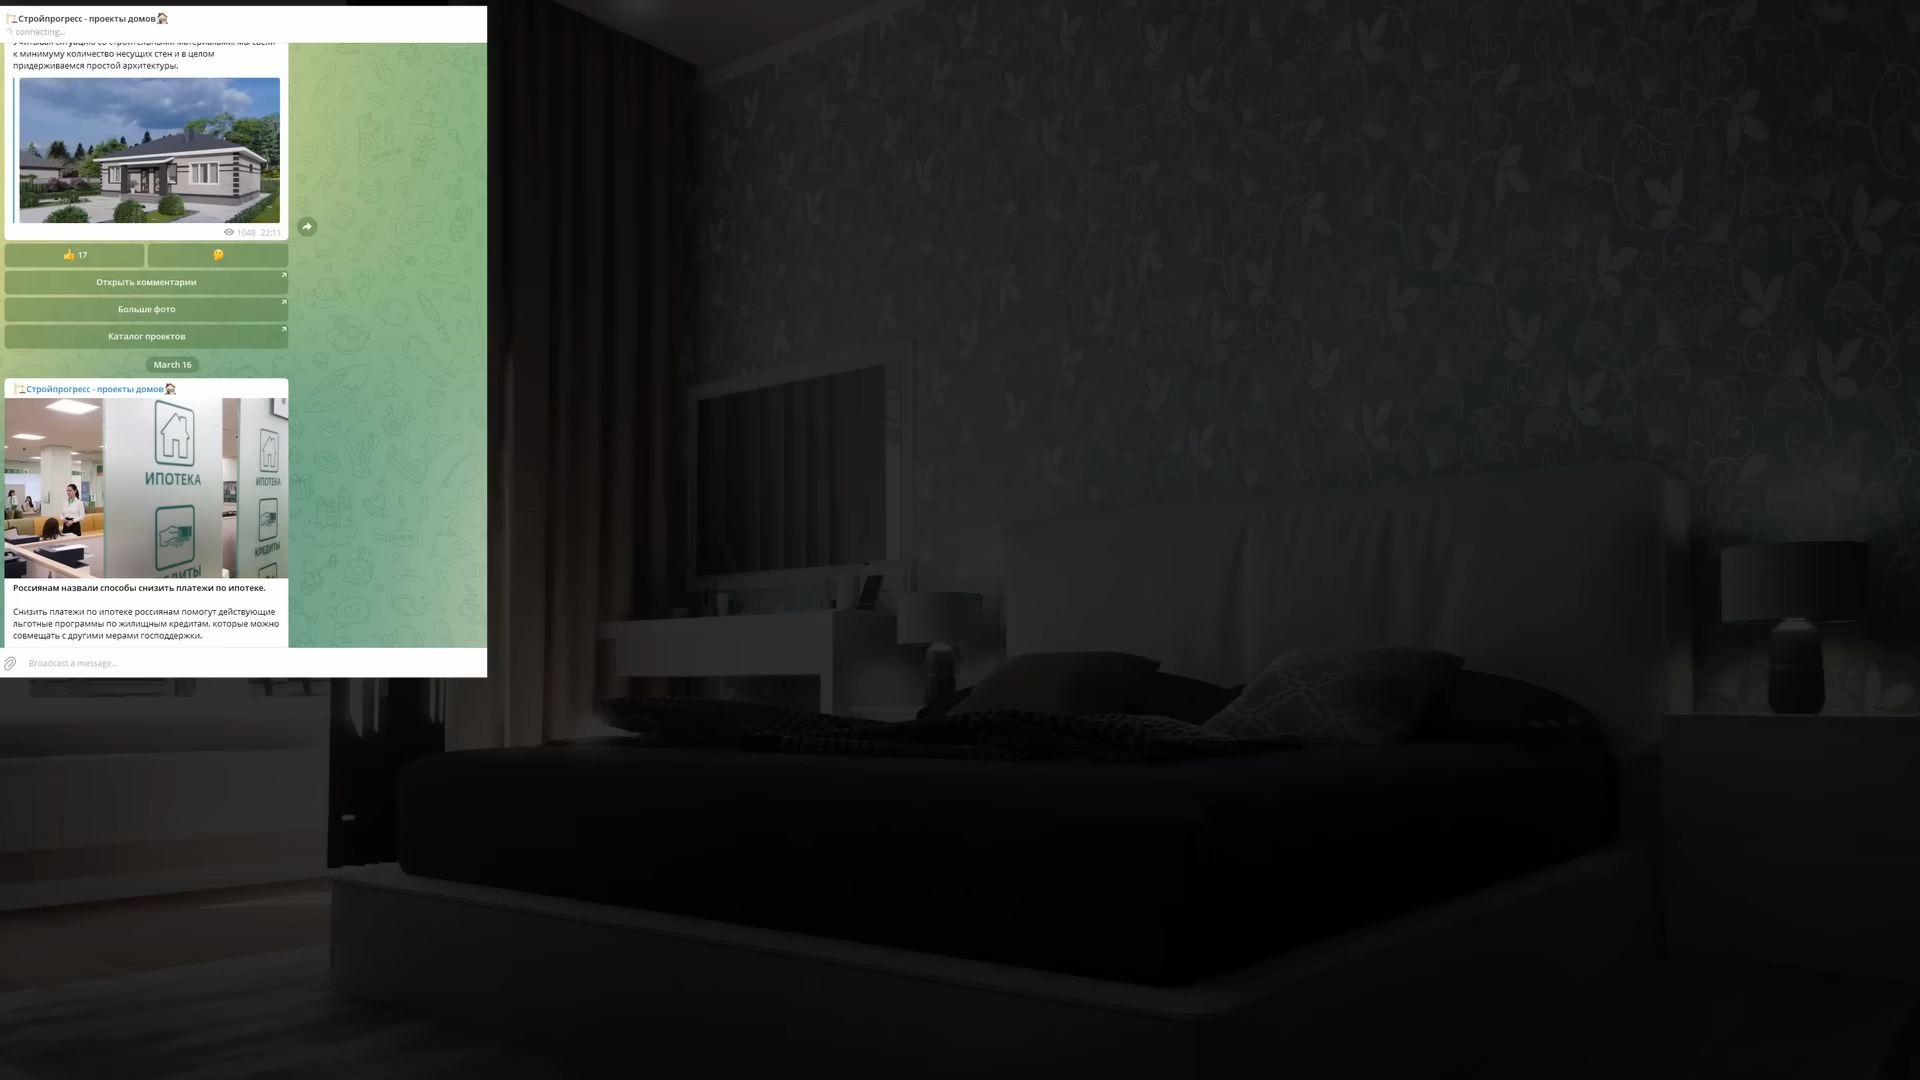 Стройпрогресс - проекты домов
connecting...
к минимуму количество несущих стен и в целом
придерживаемся простой архитектуры.
1048 22:11
17
Открыть комментарии
Больше фото
Каталог проектов
March 16
Стройпрогресс - проекты домов
ИПОТЕКА
ИПОТЕКА
КРЕДИТЫ
Россиянам назвали способы снизить платежи по ипотеке.
Снизить платежи по ипотеке россиянам помогут действующие
льготные программы по жилищным кредитам, которые можно
совмещать с другими мерами господдержки.
Broadcast a message...